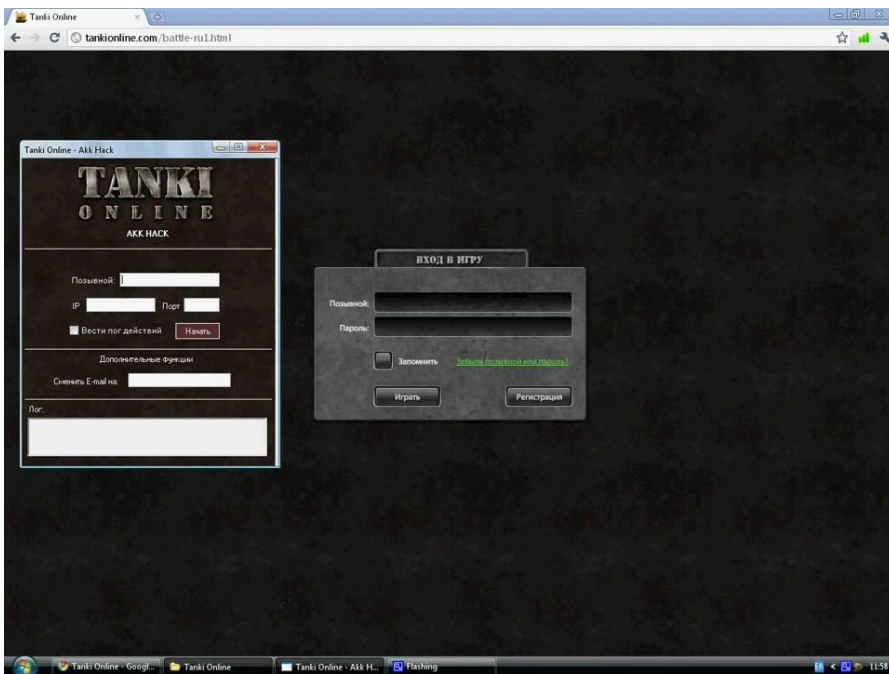 Tanki Online
tankionline.com/battle-ru1.html
Tanki Online - Akk Hack
TANKI
ONLINE
AKK HACK
Позывной:
IP Порт
Вести лог действий Начать
Дополнительные функции
Сменить E-mail на:
Лог:
ВХОД В ИГРУ
Позывной:
Пароль:
Запомнить Забыли позывной или пароль?
Играть Регистрация
Tanki Online - Googl... Tanki Online Tanki Online - Akk H... Flashing EN 11:58